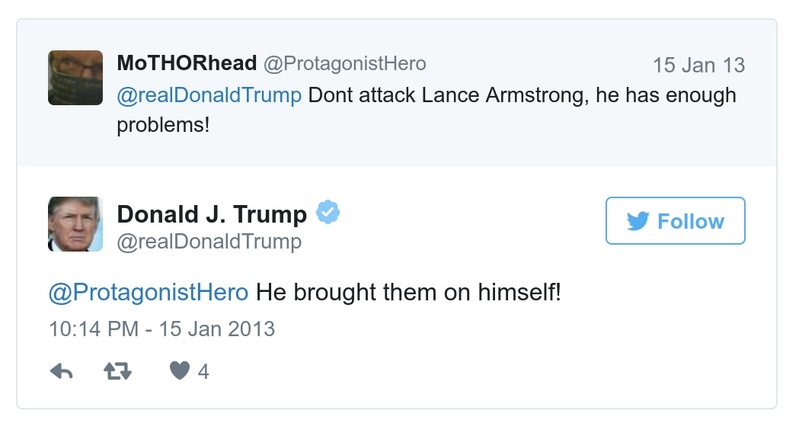 MoTHORhead @ProtagonistHero 15 Jan 13
@realDonaldTrump Dont attack Lance Armstrong, he has enough
problems!
Donald J. Trump
@realDonaldTrump
Follow
@ProtagonistHero He brought them on himself!
10:14 PM - 15 Jan 2013
4